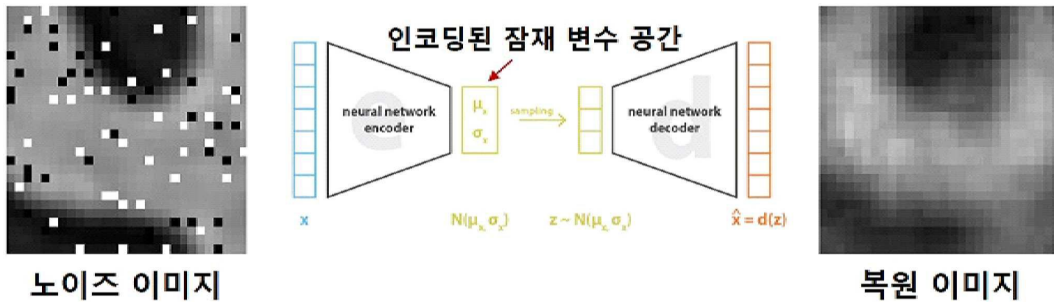 인코딩된 잠재 변수 공간
e
neural network
encoder
μₓ
σₓ
sampling
d
neural network
decoder
x
N(μₓ, σₓ)
z ~ N(μₓ, σₓ)
x̂ = d(z)
노이즈 이미지
복원 이미지